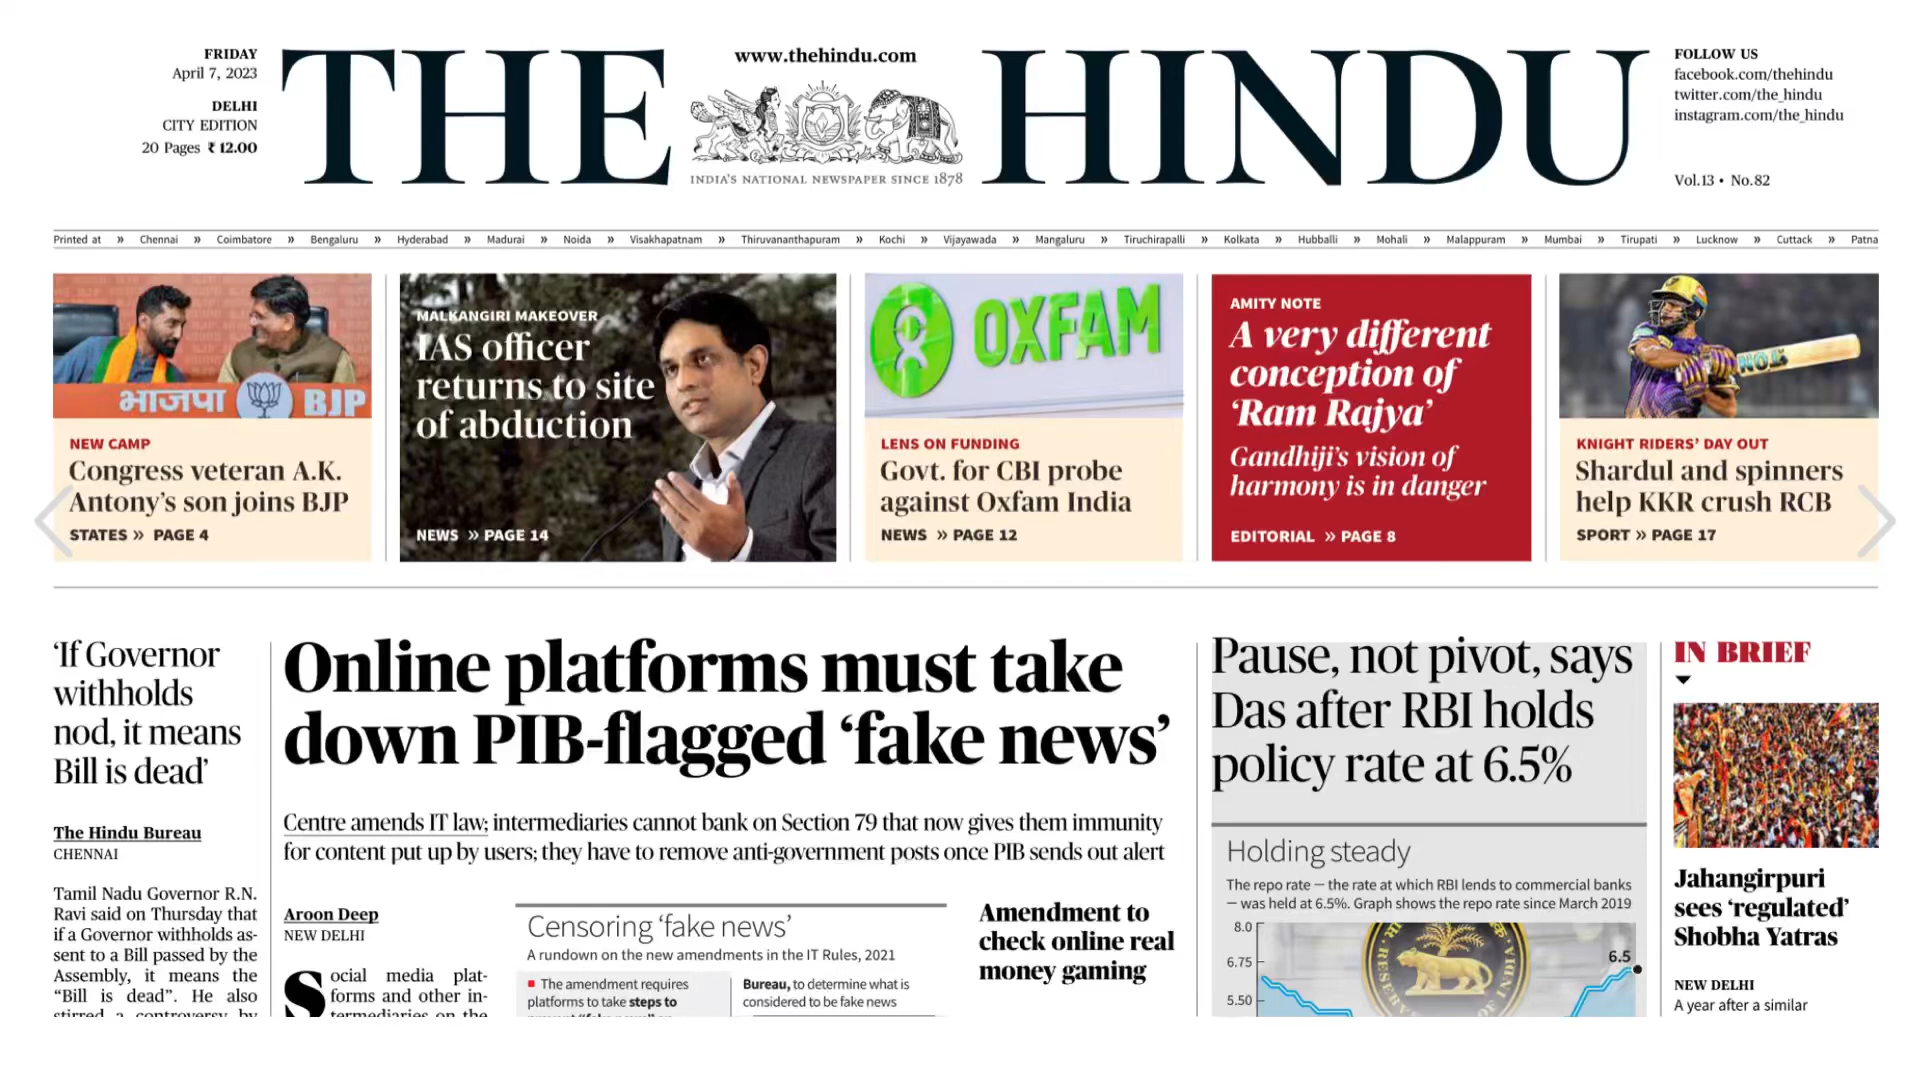 FRIDAY
April 7, 2023
DELHI
CITY EDITION
20 Pages ₹ 12.00
THE HINDU
www.thehindu.com
INDIA'S NATIONAL NEWSPAPER SINCE 1878
FOLLOW US
facebook.com/thehindu
twitter.com/the_hindu
instagram.com/the_hindu
Vol.13 • No.82
Printed at » Chennai » Coimbatore » Bengaluru » Hyderabad » Madurai » Noida » Visakhapatnam » Thiruvananthapuram » Kochi » Vijayawada » Mangaluru » Tiruchirapalli » Kolkata » Hubballi » Mohali » Malappuram » Mumbai » Tirupati » Lucknow » Cuttack » Patna
भाजपा BJP
NEW CAMP
Congress veteran A.K.
Antony's son joins BJP
STATES » PAGE 4
MALKANGIRI MAKEOVER
IAS officer
returns to site
of abduction
NEWS » PAGE 14
OXFAM
LENS ON FUNDING
Govt. for CBI probe
against Oxfam India
NEWS » PAGE 12
AMITY NOTE
A very different
conception of
‘Ram Rajya’
Gandhiji's vision of
harmony is in danger
EDITORIAL » PAGE 8
KNIGHT RIDERS’ DAY OUT
Shardul and spinners
help KKR crush RCB
SPORT » PAGE 17
‘If Governor
withholds
nod, it means
Bill is dead’
The Hindu Bureau
CHENNAI
Tamil Nadu Governor R.N.
Ravi said on Thursday that
if a Governor withholds as-
sent to a Bill passed by the
Assembly, it means the
“Bill is dead”. He also
stirred a controversy by
Online platforms must take
down PIB-flagged ‘fake news’
Centre amends IT law; intermediaries cannot bank on Section 79 that now gives them immunity
for content put up by users; they have to remove anti-government posts once PIB sends out alert
Aroon Deep
NEW DELHI
Social media plat-
forms and other in-
termediaries on the
Censoring ‘fake news’
A rundown on the new amendments in the IT Rules, 2021
The amendment requires
platforms to take steps to
prevent “fake news” on
Bureau, to determine what is
considered to be fake news
Amendment to
check online real
money gaming
Pause, not pivot, says
Das after RBI holds
policy rate at 6.5%
Holding steady
The repo rate — the rate at which RBI lends to commercial banks
— was held at 6.5%. Graph shows the repo rate since March 2019
8.0
6.75
5.50
6.5
IN BRIEF
Jahangirpuri
sees ‘regulated’
Shobha Yatras
NEW DELHI
A year after a similar